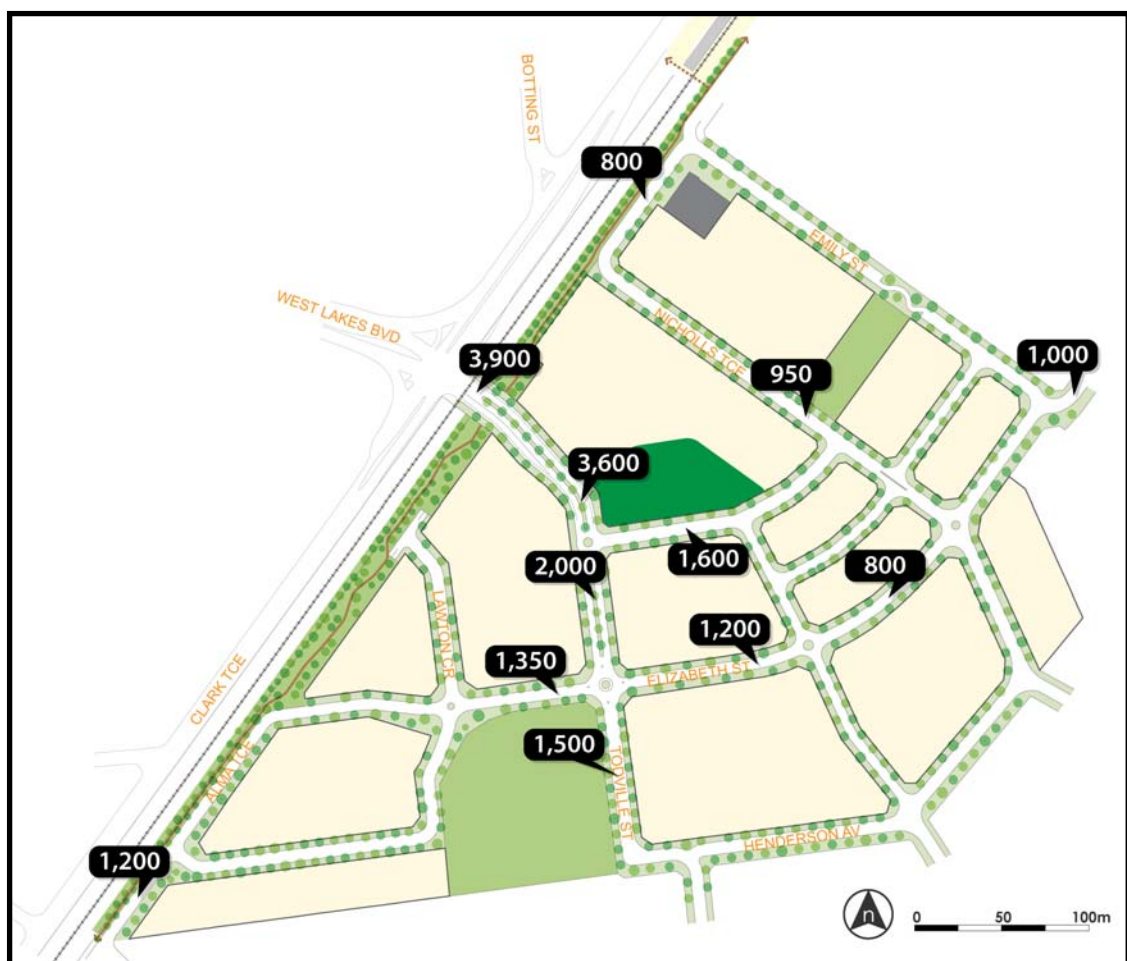 BOTTING ST
800
EMILY ST
WEST LAKES BVD
NICHOLLS TCE
3,900
950
1,000
3,600
1,600
2,000
800
LAWTON CR
1,200
1,350
ELIZABETH ST
CLARK TCE
1,500
TODVILLE ST
ALMA TCE
HENDERSON AV
1,200
n
0 50 100m